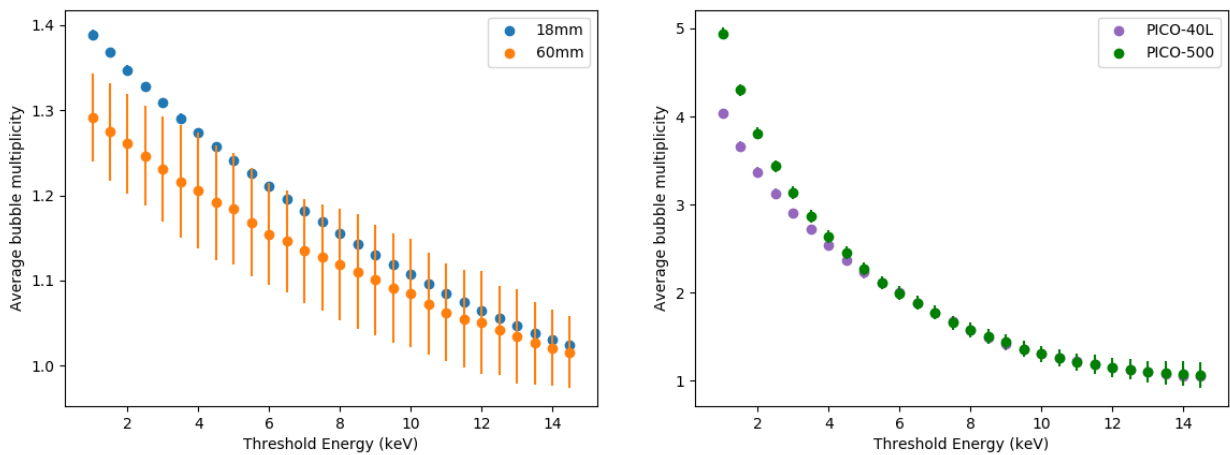 1.4
1.3
1.2
1.1
1.0
Average bubble multiplicity
18mm
60mm
2 4 6 8 10 12 14
Threshold Energy (keV)
5
4
3
2
1
Average bubble multiplicity
PICO-40L
PICO-500
2 4 6 8 10 12 14
Threshold Energy (keV)